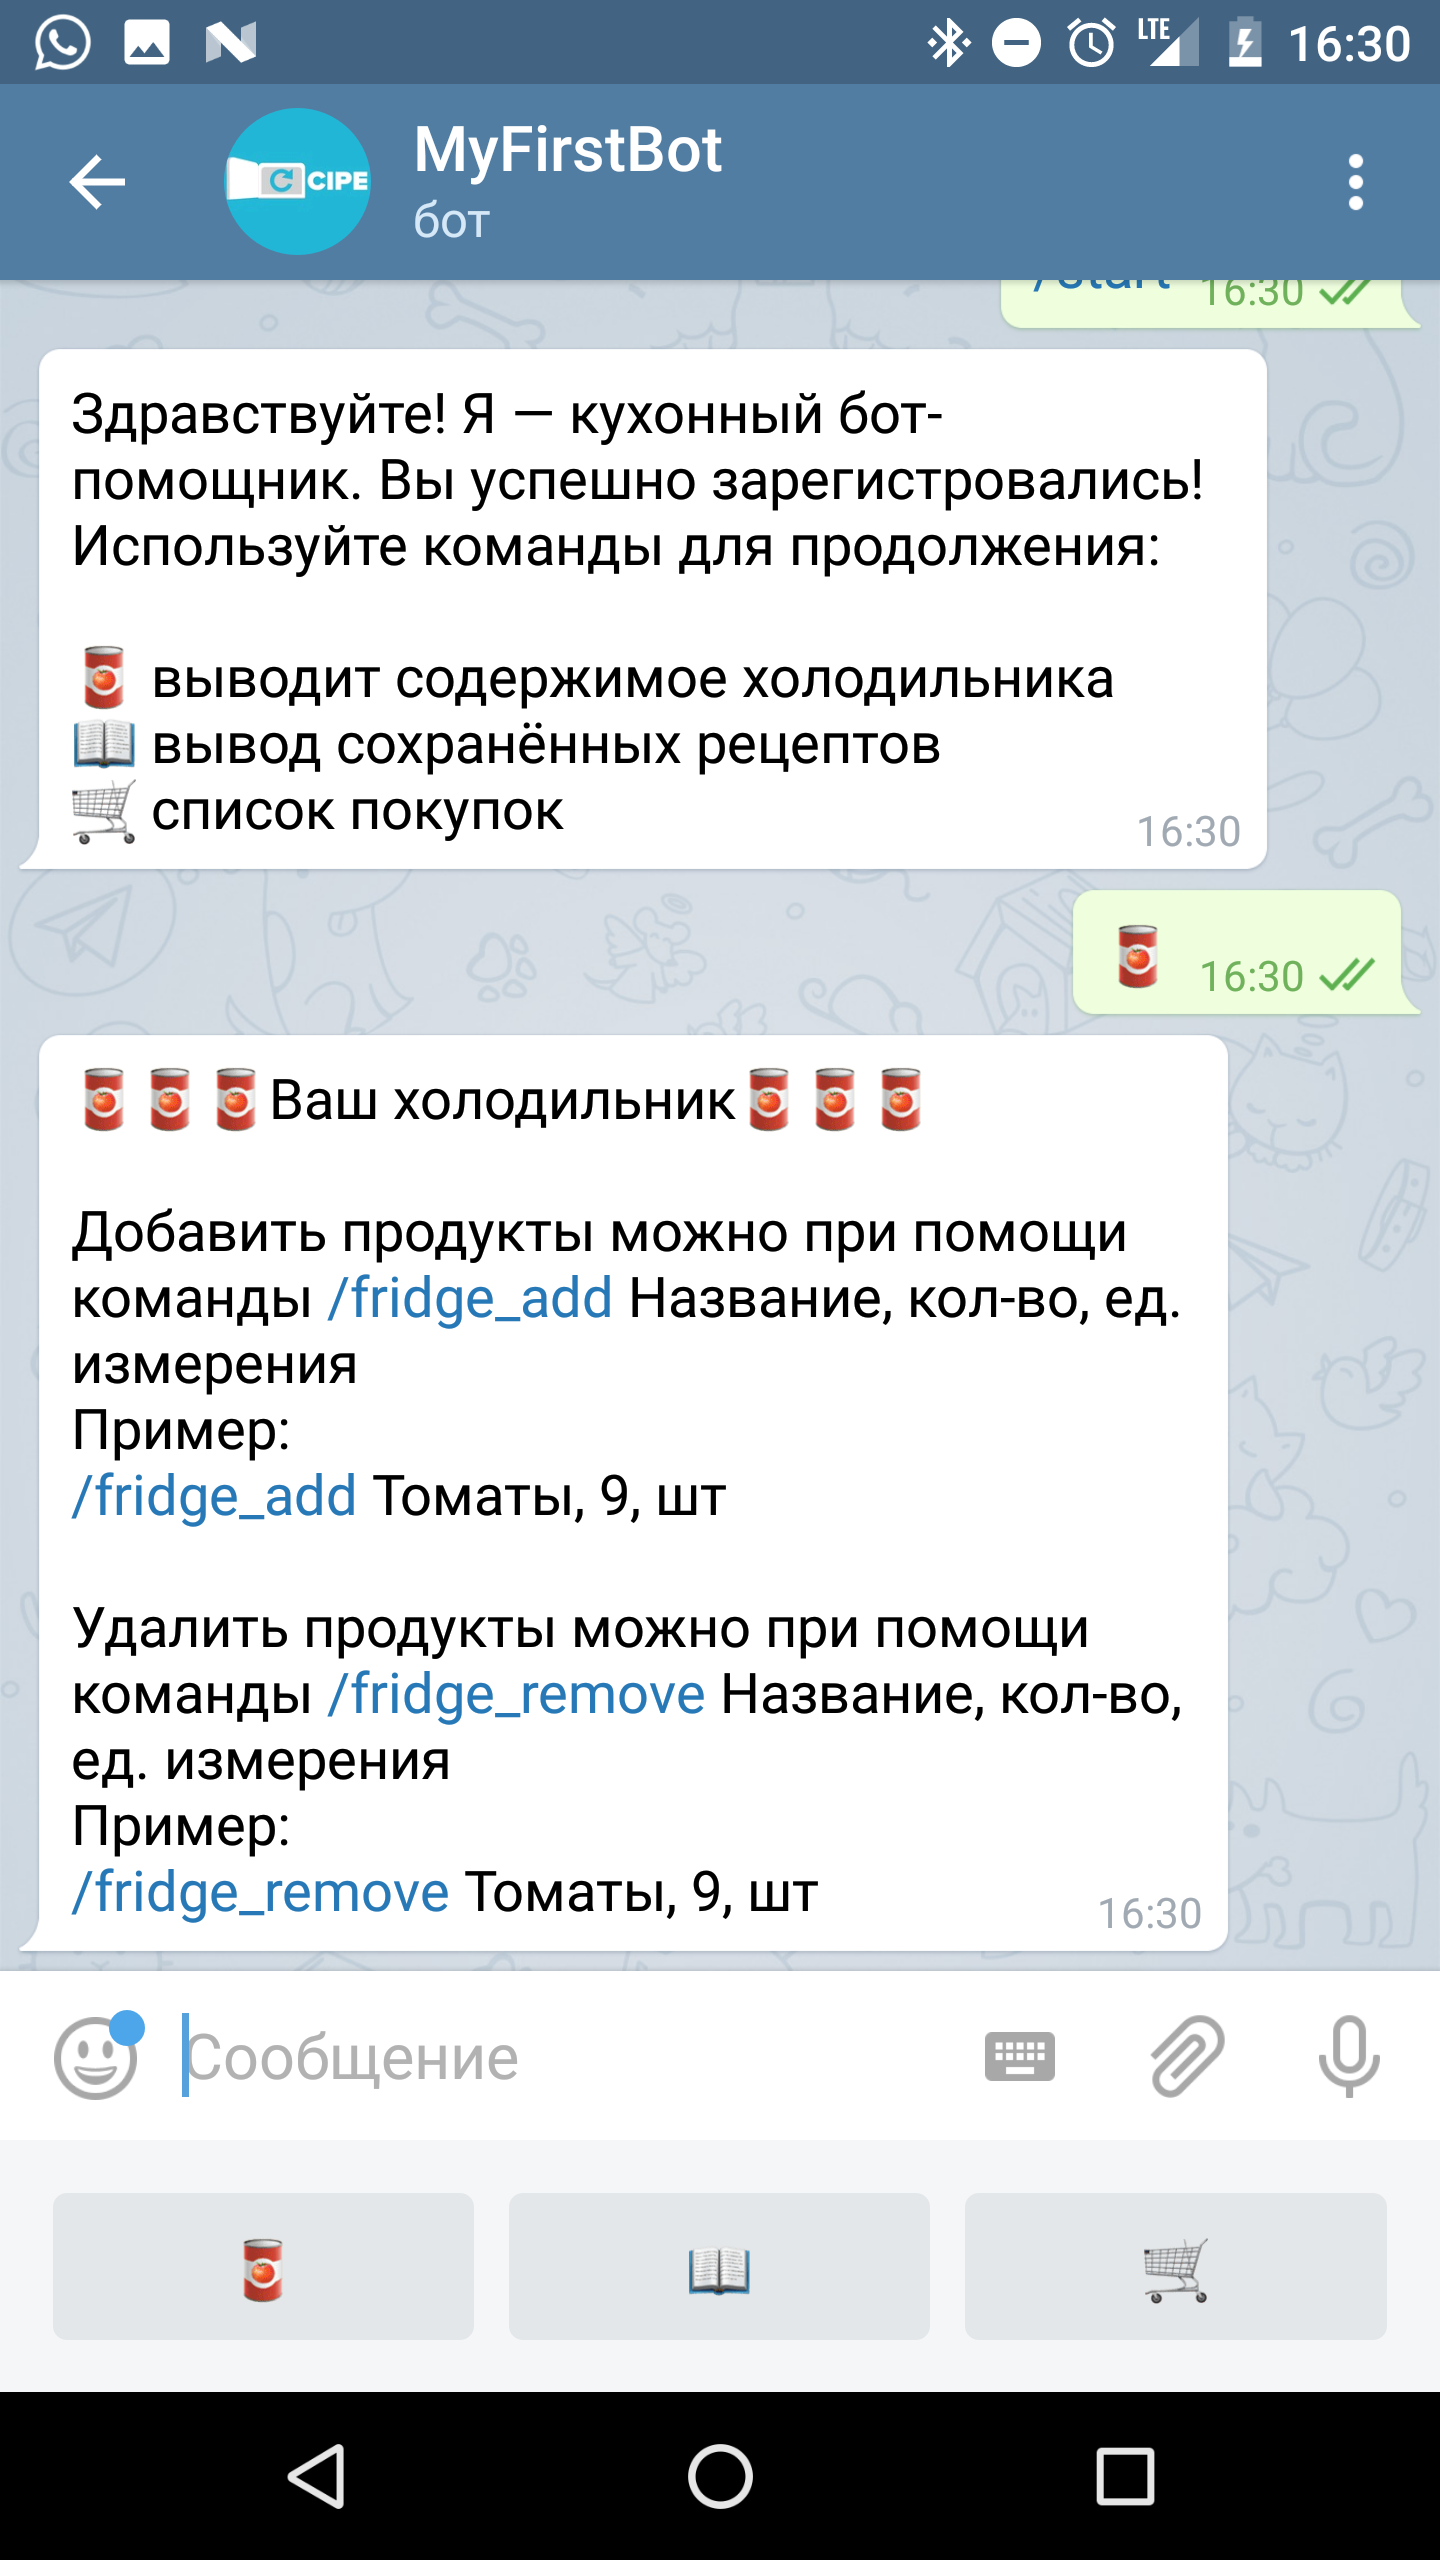 LTE 16:30
CIPE
MyFirstBot
бот
/start 16:30
Здравствуйте! Я — кухонный бот-
помощник. Вы успешно зарегистровались!
Используйте команды для продолжения:
🥫 выводит содержимое холодильника
📖 вывод сохранённых рецептов
🛒 список покупок
16:30
🥫 16:30
🥫🥫🥫Ваш холодильник🥫🥫🥫
Добавить продукты можно при помощи
команды /fridge_add Название, кол-во, ед.
измерения
Пример:
/fridge_add Томаты, 9, шт
Удалить продукты можно при помощи
команды /fridge_remove Название, кол-во,
ед. измерения
Пример:
/fridge_remove Томаты, 9, шт
16:30
Сообщение